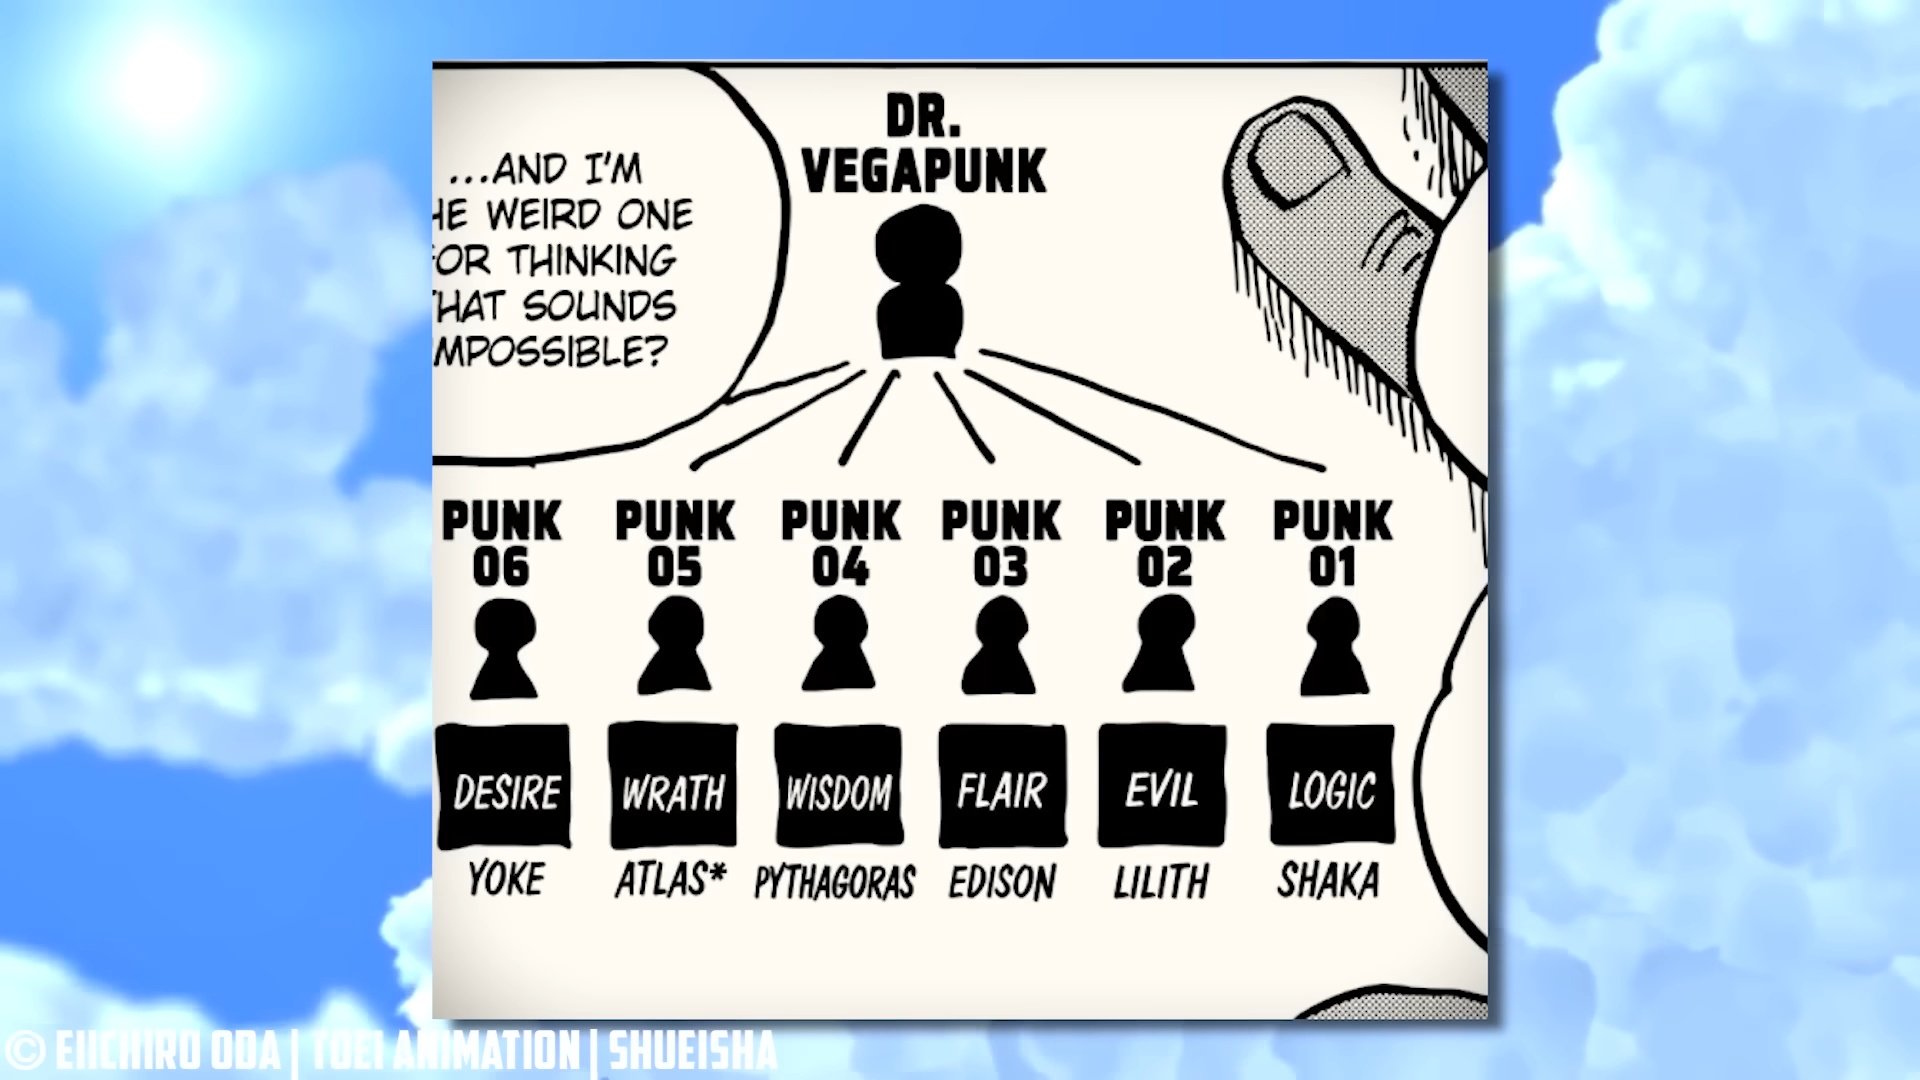 ...AND I'M
HE WEIRD ONE
FOR THINKING
THAT SOUNDS
MPOSSIBLE?
DR.
VEGAPUNK
PUNK 06
PUNK 05
PUNK 04
PUNK 03
PUNK 02
PUNK 01
DESIRE
WRATH
WISDOM
FLAIR
EVIL
LOGIC
YOKE
ATLAS*
PYTHAGORAS
EDISON
LILITH
SHAKA
© EIICHIRO ODA | TOEI ANIMATION | SHUEISHA